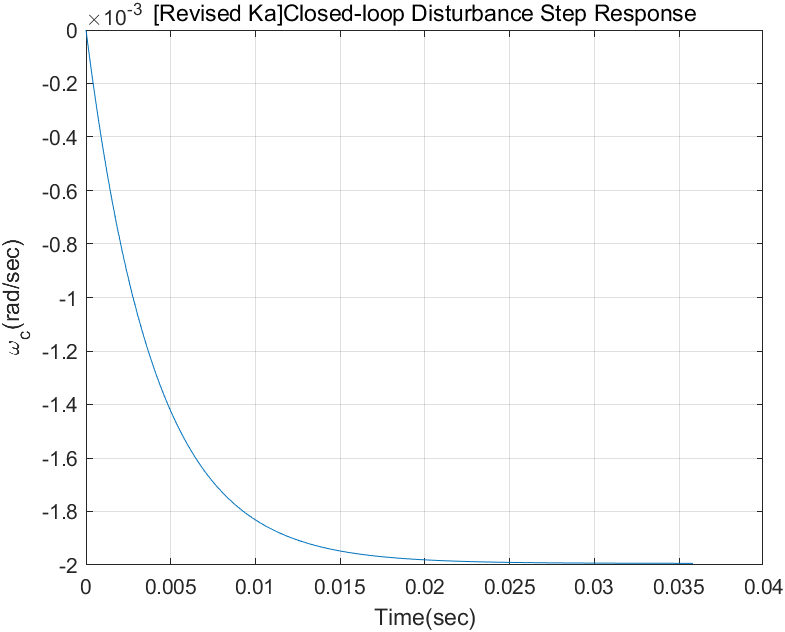 ×10⁻³ [Revised Ka]Closed-loop Disturbance Step Response
0
-0.2
-0.4
-0.6
-0.8
-1
-1.2
-1.4
-1.6
-1.8
-2
ω_c(rad/sec)
0 0.005 0.01 0.015 0.02 0.025 0.03 0.035 0.04
Time(sec)